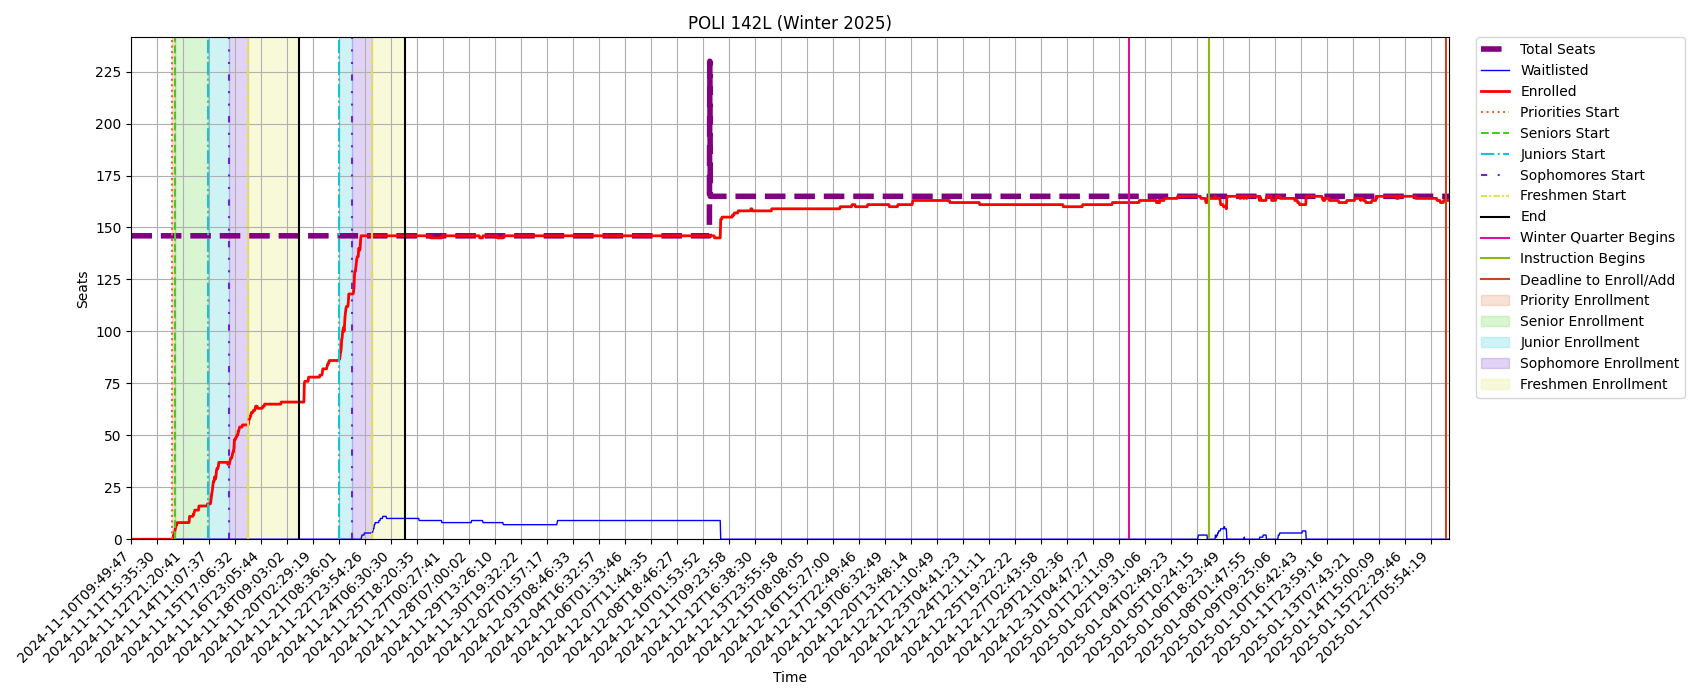 POLI 142L (Winter 2025)
Seats
225
200
175
150
125
100
75
50
25
0
2024-11-10T09:49:47
2024-11-11T15:35:30
2024-11-12T21:20:41
2024-11-14T11:07:37
2024-11-15T17:06:32
2024-11-16T23:05:44
2024-11-18T09:03:02
2024-11-20T02:29:19
2024-11-21T08:36:01
2024-11-22T23:54:26
2024-11-24T06:30:30
2024-11-25T18:20:35
2024-11-27T00:27:41
2024-11-28T07:00:02
2024-11-29T13:26:10
2024-11-30T19:32:22
2024-12-02T01:57:17
2024-12-03T08:46:33
2024-12-04T16:32:57
2024-12-06T01:33:46
2024-12-07T11:44:35
2024-12-08T18:46:27
2024-12-10T01:53:52
2024-12-11T09:23:58
2024-12-12T16:38:30
2024-12-13T23:55:58
2024-12-15T08:08:05
2024-12-16T15:27:00
2024-12-17T22:49:46
2024-12-19T06:32:49
2024-12-20T13:48:14
2024-12-21T21:10:49
2024-12-23T04:41:23
2024-12-24T12:11:11
2024-12-25T19:22:22
2024-12-27T02:43:58
2024-12-29T21:02:36
2024-12-31T04:47:27
2025-01-01T12:11:09
2025-01-02T19:31:06
2025-01-04T02:49:23
2025-01-05T10:24:15
2025-01-06T18:23:49
2025-01-08T01:47:55
2025-01-09T09:25:06
2025-01-10T16:42:43
2025-01-11T23:59:16
2025-01-13T07:43:21
2025-01-14T15:00:09
2025-01-15T22:29:46
2025-01-17T05:54:19
Time
Total Seats
Waitlisted
Enrolled
Priorities Start
Seniors Start
Juniors Start
Sophomores Start
Freshmen Start
End
Winter Quarter Begins
Instruction Begins
Deadline to Enroll/Add
Priority Enrollment
Senior Enrollment
Junior Enrollment
Sophomore Enrollment
Freshmen Enrollment